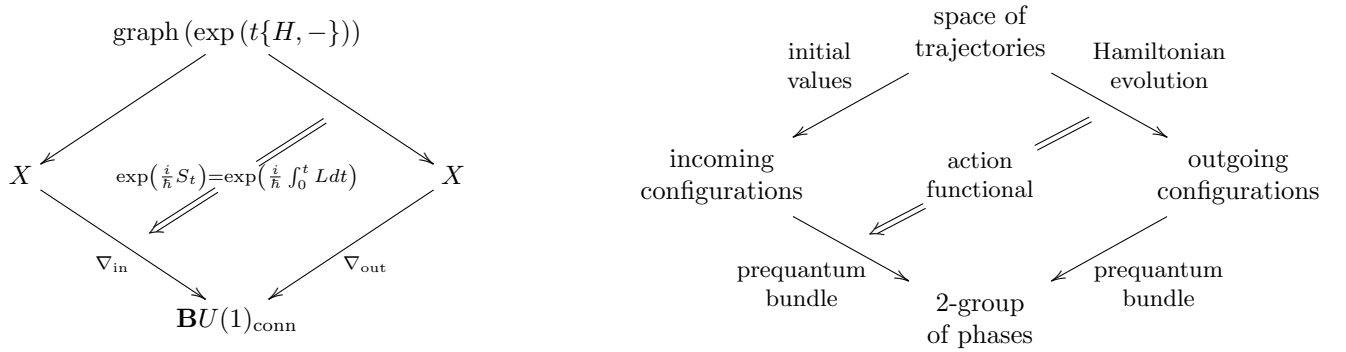 graph (exp (t{H, −}))
X
exp(i/ℏ S_t)=exp(i/ℏ ∫_0^t Ldt)
X
∇_in
∇_out
BU(1)_conn
space of
trajectories
initial
values
Hamiltonian
evolution
incoming
configurations
action
functional
outgoing
configurations
prequantum
bundle
prequantum
bundle
2-group
of phases